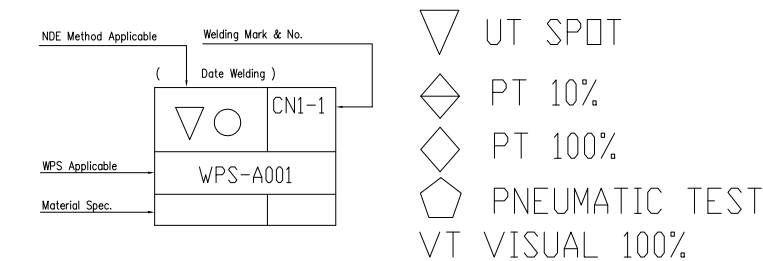 NDE Method Applicable
Welding Mark & No.
( Date Welding )
CN1-1
WPS Applicable
WPS-A001
Material Spec.
UT SPOT
PT 10%
PT 100%
PNEUMATIC TEST
VT VISUAL 100%